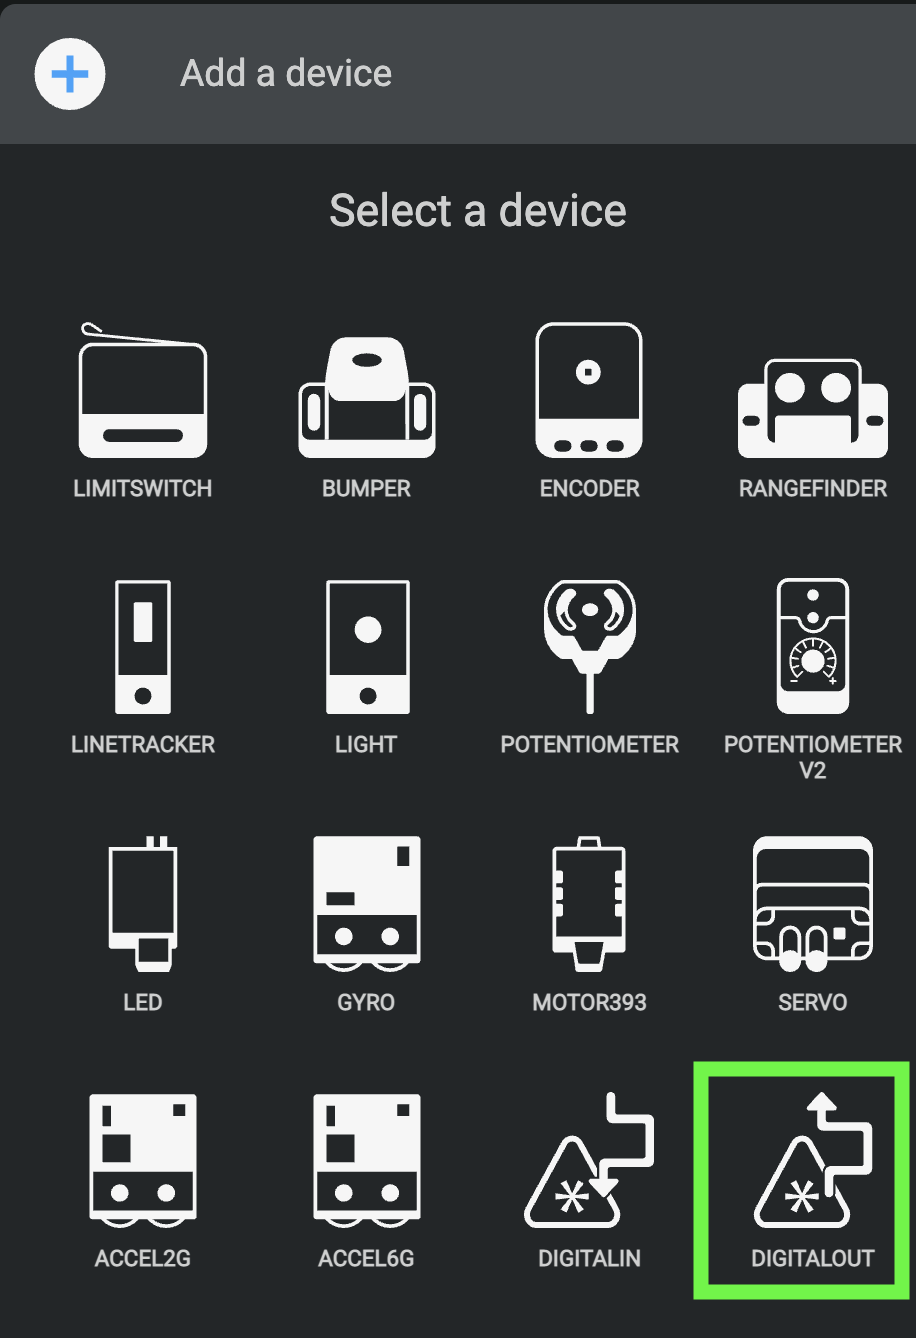 Add a device
Select a device
LIMITSWITCH
BUMPER
ENCODER
RANGEFINDER
LINETRACKER
LIGHT
POTENTIOMETER
POTENTIOMETER
V2
LED
GYRO
MOTOR393
SERVO
ACCEL2G
ACCEL6G
DIGITALIN
DIGITALOUT